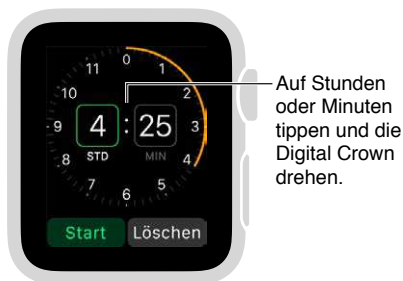 0
11 1
10 2
9 4 : 25 3
STD MIN
8 4
7 5
6
Start Löschen
Auf Stunden
oder Minuten
tippen und die
Digital Crown
drehen.